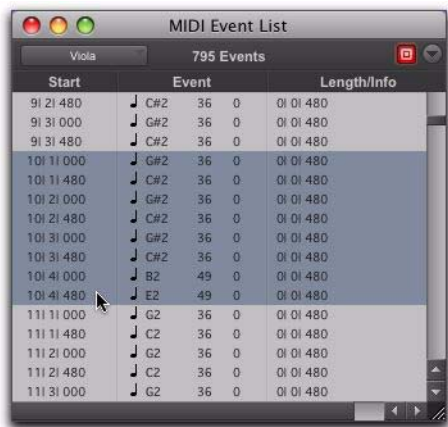 MIDI Event List
Viola 795 Events
Start Event Length/Info
9| 2| 480 C#2 36 0 0| 0| 480
9| 3| 000 G#2 36 0 0| 0| 480
9| 3| 480 C#2 36 0 0| 0| 480
10| 1| 000 G#2 36 0 0| 0| 480
10| 1| 480 C#2 36 0 0| 0| 480
10| 2| 000 G#2 36 0 0| 0| 480
10| 2| 480 C#2 36 0 0| 0| 480
10| 3| 000 G#2 36 0 0| 0| 480
10| 3| 480 C#2 36 0 0| 0| 480
10| 4| 000 B2 49 0 0| 0| 480
10| 4| 480 E2 49 0 0| 0| 480
11| 1| 000 G2 36 0 0| 0| 480
11| 1| 480 C2 36 0 0| 0| 480
11| 2| 000 G2 36 0 0| 0| 480
11| 2| 480 C2 36 0 0| 0| 480
11| 3| 000 G2 36 0 0| 0| 480